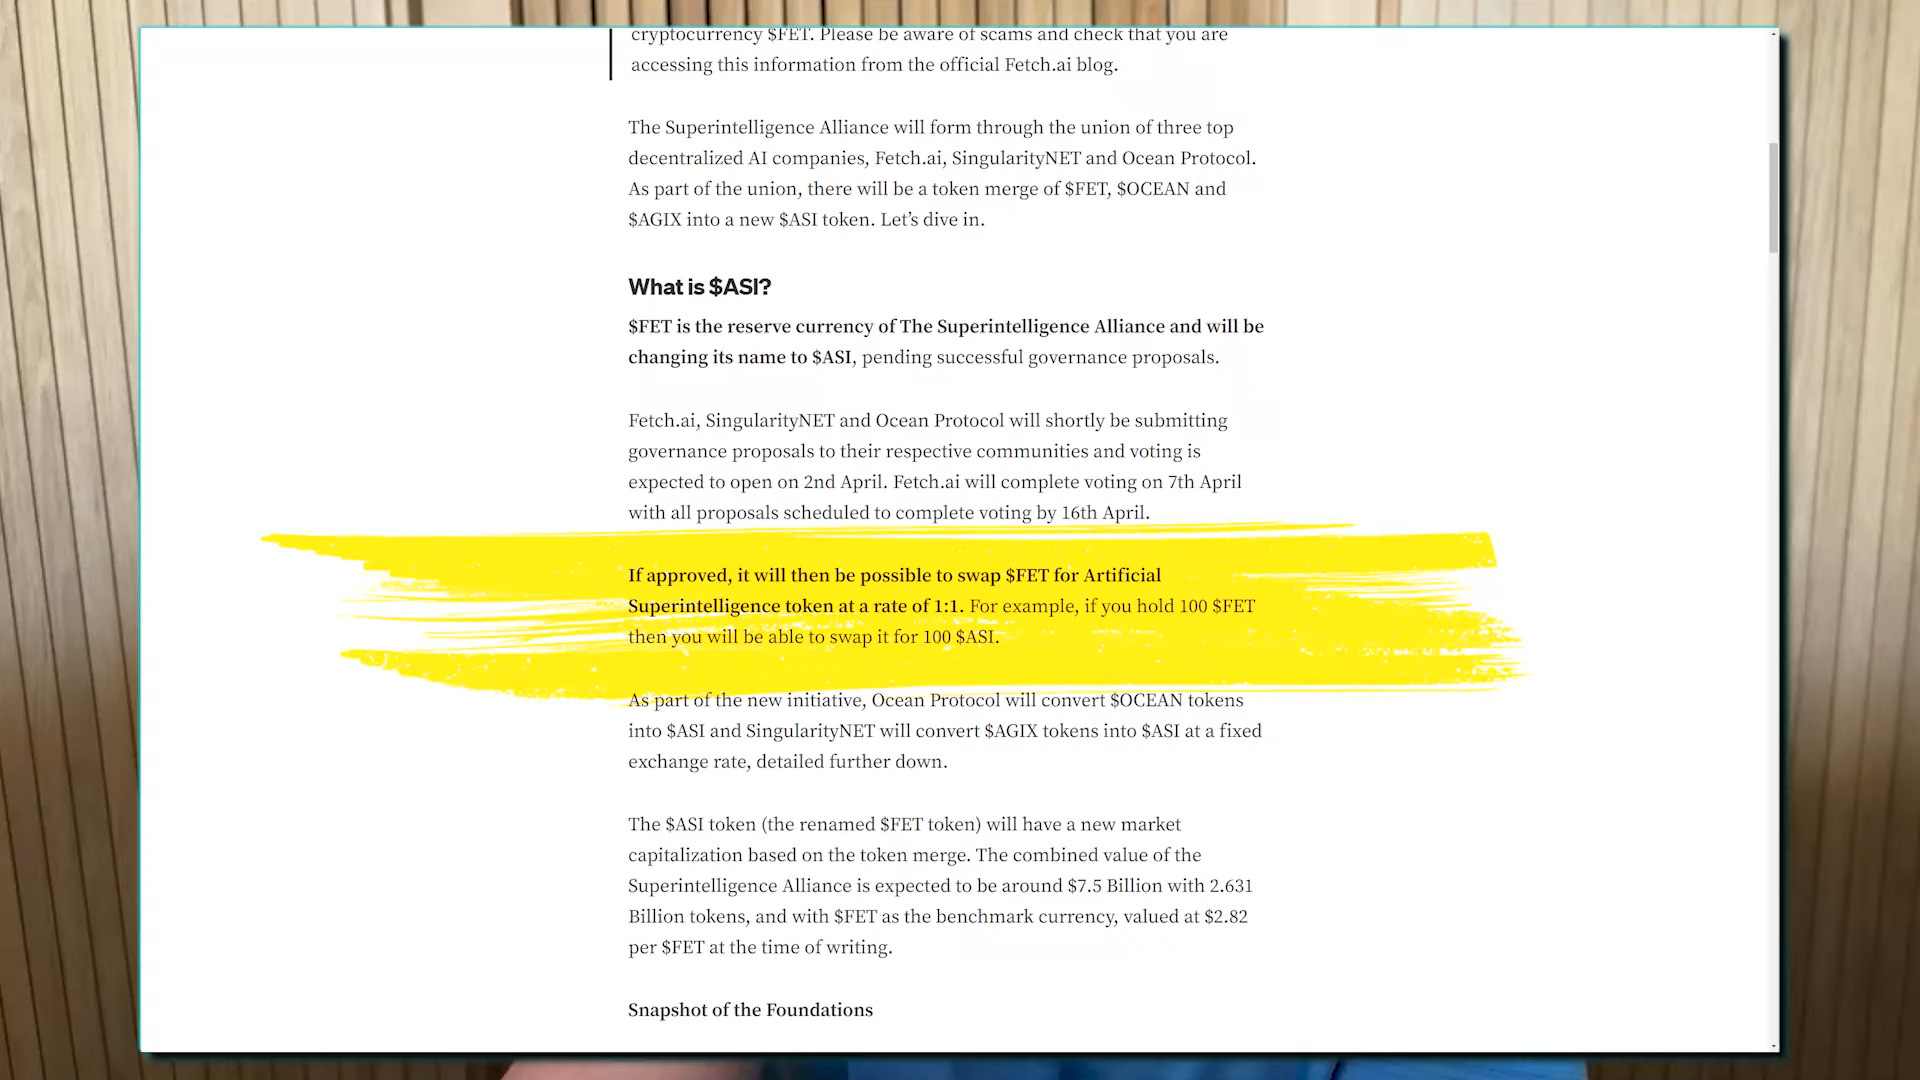 cryptocurrency $FET. Please be aware of scams and check that you are
accessing this information from the official Fetch.ai blog.
The Superintelligence Alliance will form through the union of three top
decentralized AI companies, Fetch.ai, SingularityNET and Ocean Protocol.
As part of the union, there will be a token merge of $FET, $OCEAN and
$AGIX into a new $ASI token. Let’s dive in.
What is $ASI?
$FET is the reserve currency of The Superintelligence Alliance and will be
changing its name to $ASI, pending successful governance proposals.
Fetch.ai, SingularityNET and Ocean Protocol will shortly be submitting
governance proposals to their respective communities and voting is
expected to open on 2nd April. Fetch.ai will complete voting on 7th April
with all proposals scheduled to complete voting by 16th April.
If approved, it will then be possible to swap $FET for Artificial
Superintelligence token at a rate of 1:1. For example, if you hold 100 $FET
then you will be able to swap it for 100 $ASI.
As part of the new initiative, Ocean Protocol will convert $OCEAN tokens
into $ASI and SingularityNET will convert $AGIX tokens into $ASI at a fixed
exchange rate, detailed further down.
The $ASI token (the renamed $FET token) will have a new market
capitalization based on the token merge. The combined value of the
Superintelligence Alliance is expected to be around $7.5 Billion with 2.631
Billion tokens, and with $FET as the benchmark currency, valued at $2.82
per $FET at the time of writing.
Snapshot of the Foundations